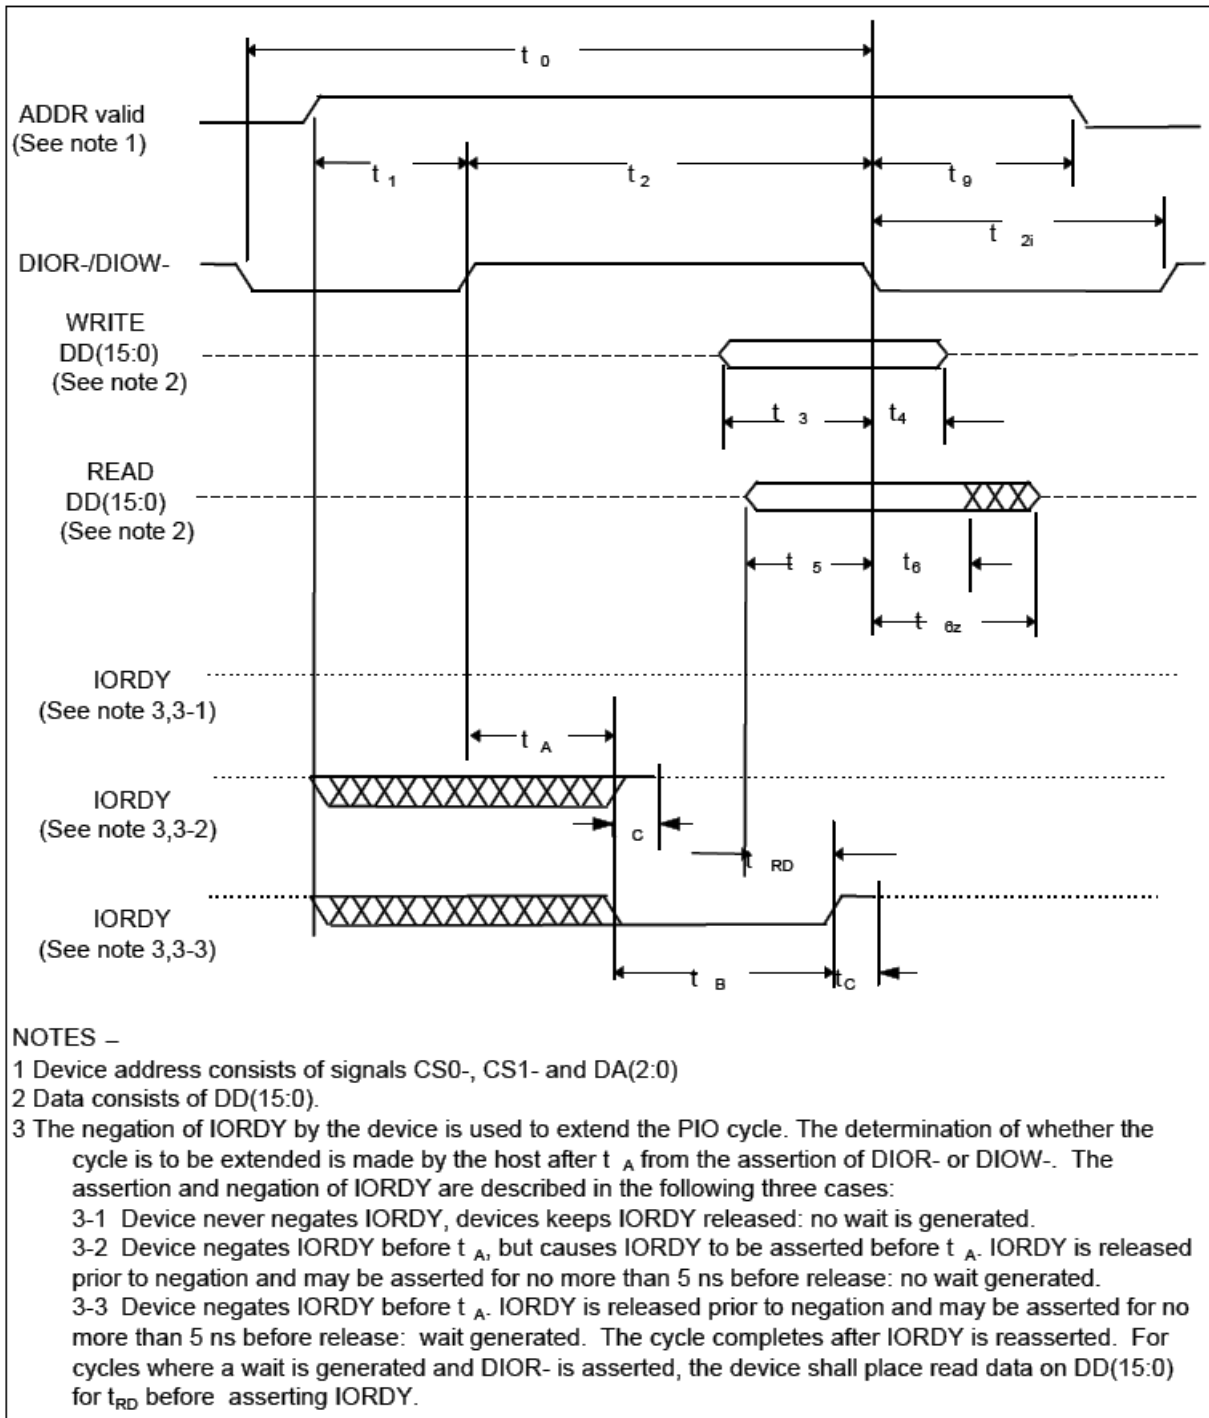 t 0
ADDR valid
(See note 1)
t 1
t 2
t 9
t 2i
DIOR-/DIOW-
WRITE
DD(15:0)
(See note 2)
t 3
t4
READ
DD(15:0)
(See note 2)
t 5
t6
t 6z
IORDY
(See note 3,3-1)
t A
IORDY
(See note 3,3-2)
C
t RD
IORDY
(See note 3,3-3)
t B
tC
NOTES –
1 Device address consists of signals CS0-, CS1- and DA(2:0)
2 Data consists of DD(15:0).
3 The negation of IORDY by the device is used to extend the PIO cycle. The determination of whether the
cycle is to be extended is made by the host after t A from the assertion of DIOR- or DIOW-. The
assertion and negation of IORDY are described in the following three cases:
3-1 Device never negates IORDY, devices keeps IORDY released: no wait is generated.
3-2 Device negates IORDY before t A, but causes IORDY to be asserted before t A. IORDY is released
prior to negation and may be asserted for no more than 5 ns before release: no wait generated.
3-3 Device negates IORDY before t A. IORDY is released prior to negation and may be asserted for no
more than 5 ns before release: wait generated. The cycle completes after IORDY is reasserted. For
cycles where a wait is generated and DIOR- is asserted, the device shall place read data on DD(15:0)
for tRD before asserting IORDY.